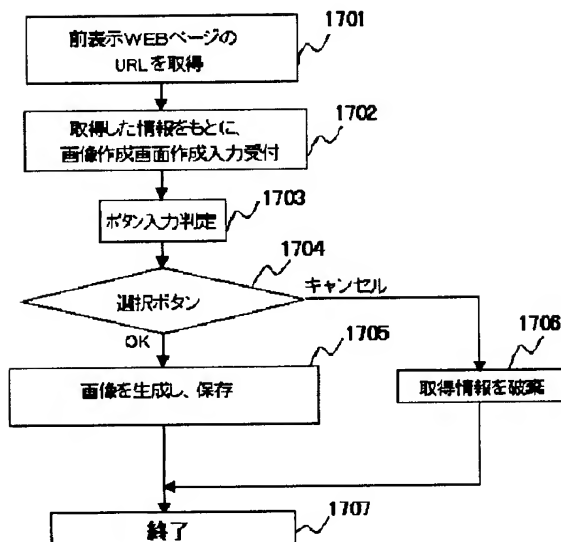 1701
前表示WEBページの
URLを取得
1702
取得した情報をもとに、
画像作成画面作成入力受付
1703
ボタン入力判定
1704
選択ボタン
キャンセル
OK
1705
画像を生成し、保存
1706
取得情報を破棄
1707
終了